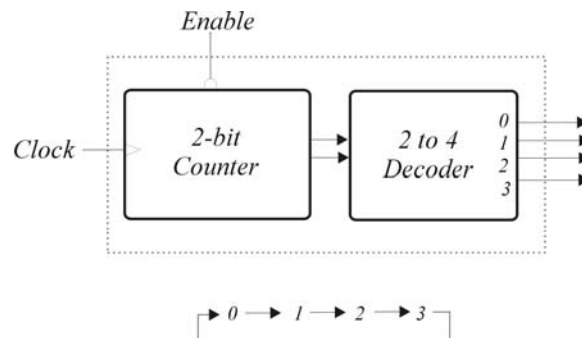 Enable
Clock
2-bit
Counter
2 to 4
Decoder
0
1
2
3
0 1 2 3